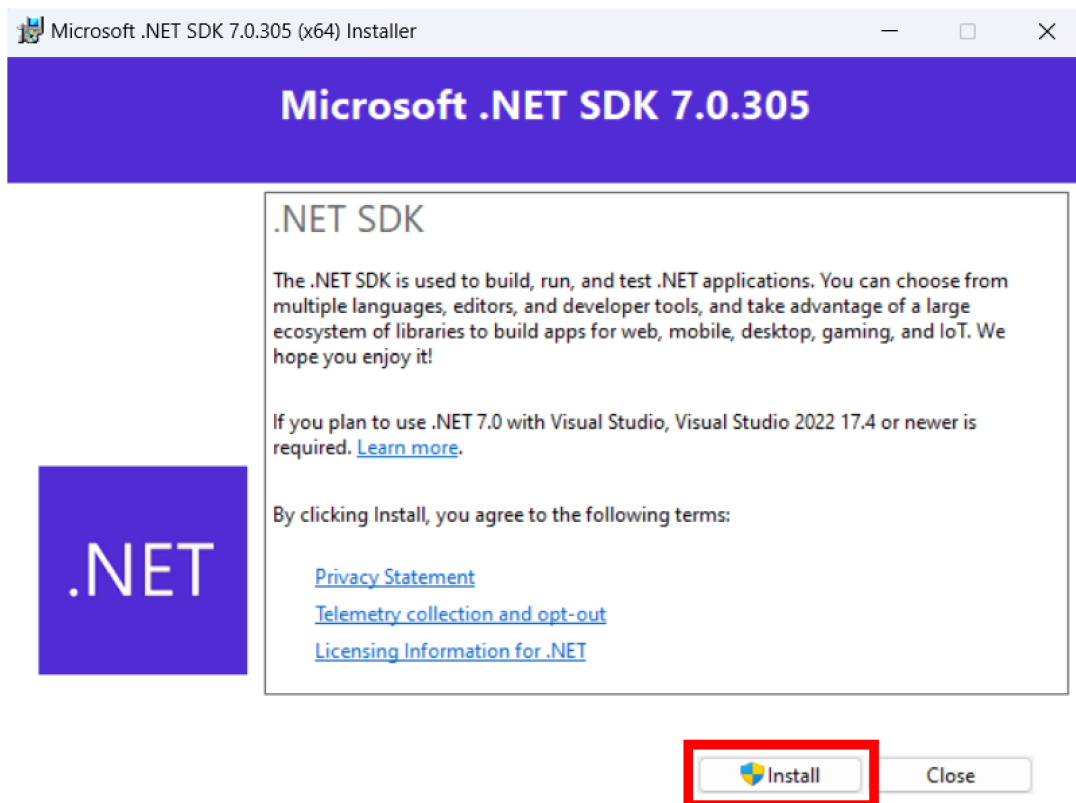 Microsoft .NET SDK 7.0.305 (x64) Installer
Microsoft .NET SDK 7.0.305
.NET SDK
The .NET SDK is used to build, run, and test .NET applications. You can choose from
multiple languages, editors, and developer tools, and take advantage of a large
ecosystem of libraries to build apps for web, mobile, desktop, gaming, and IoT. We
hope you enjoy it!
If you plan to use .NET 7.0 with Visual Studio, Visual Studio 2022 17.4 or newer is
required. Learn more.
By clicking Install, you agree to the following terms:
.NET
Privacy Statement
Telemetry collection and opt-out
Licensing Information for .NET
Install
Close